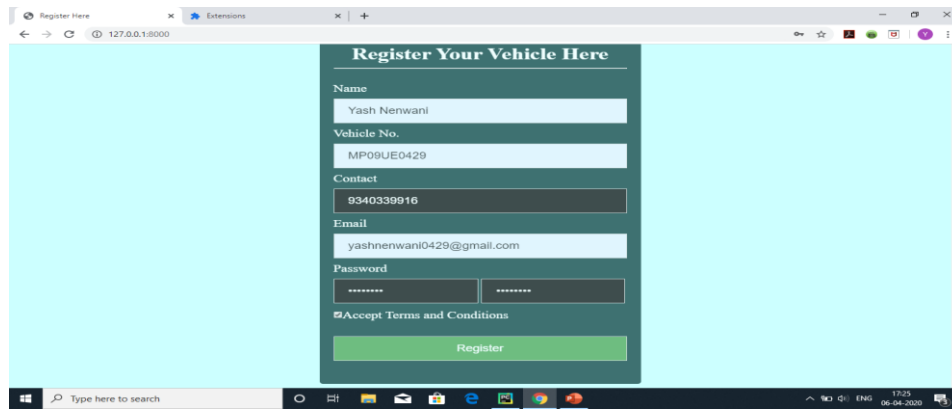 Register Here
Extensions
127.0.0.1:8000
Y
Register Your Vehicle Here
Name
Yash Nenwani
Vehicle No.
MP09UE0429
Contact
9340339916
Email
yashnenwani0429@gmail.com
Password
•••••••• ••••••••
Accept Terms and Conditions
Register
Type here to search
ENG
17:25
06-04-2020